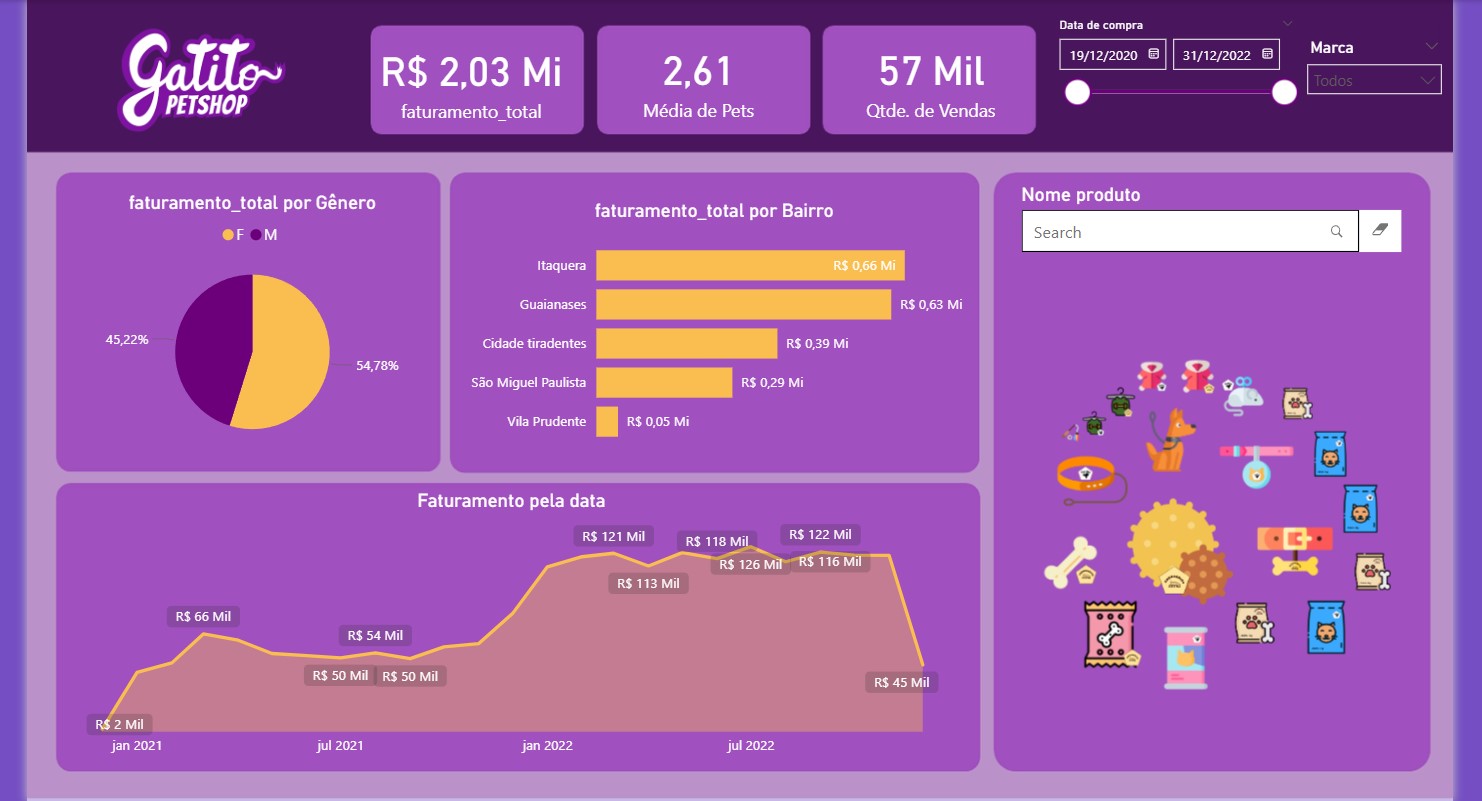 Gatito
PETSHOP
R$ 2,03 Mi
faturamento_total
2,61
Média de Pets
57 Mil
Qtde. de Vendas
Data de compra
19/12/2020
31/12/2022
Marca
Todos
faturamento_total por Gênero
F M
45,22%
54,78%
faturamento_total por Bairro
Itaquera R$ 0,66 Mi
Guaianases R$ 0,63 Mi
Cidade tiradentes R$ 0,39 Mi
São Miguel Paulista R$ 0,29 Mi
Vila Prudente R$ 0,05 Mi
Nome produto
Search
Faturamento pela data
R$ 2 Mil
R$ 66 Mil
R$ 50 Mil
R$ 54 Mil
R$ 50 Mil
R$ 121 Mil
R$ 113 Mil
R$ 118 Mil
R$ 126 Mil
R$ 122 Mil
R$ 116 Mil
R$ 45 Mil
jan 2021
jul 2021
jan 2022
jul 2022